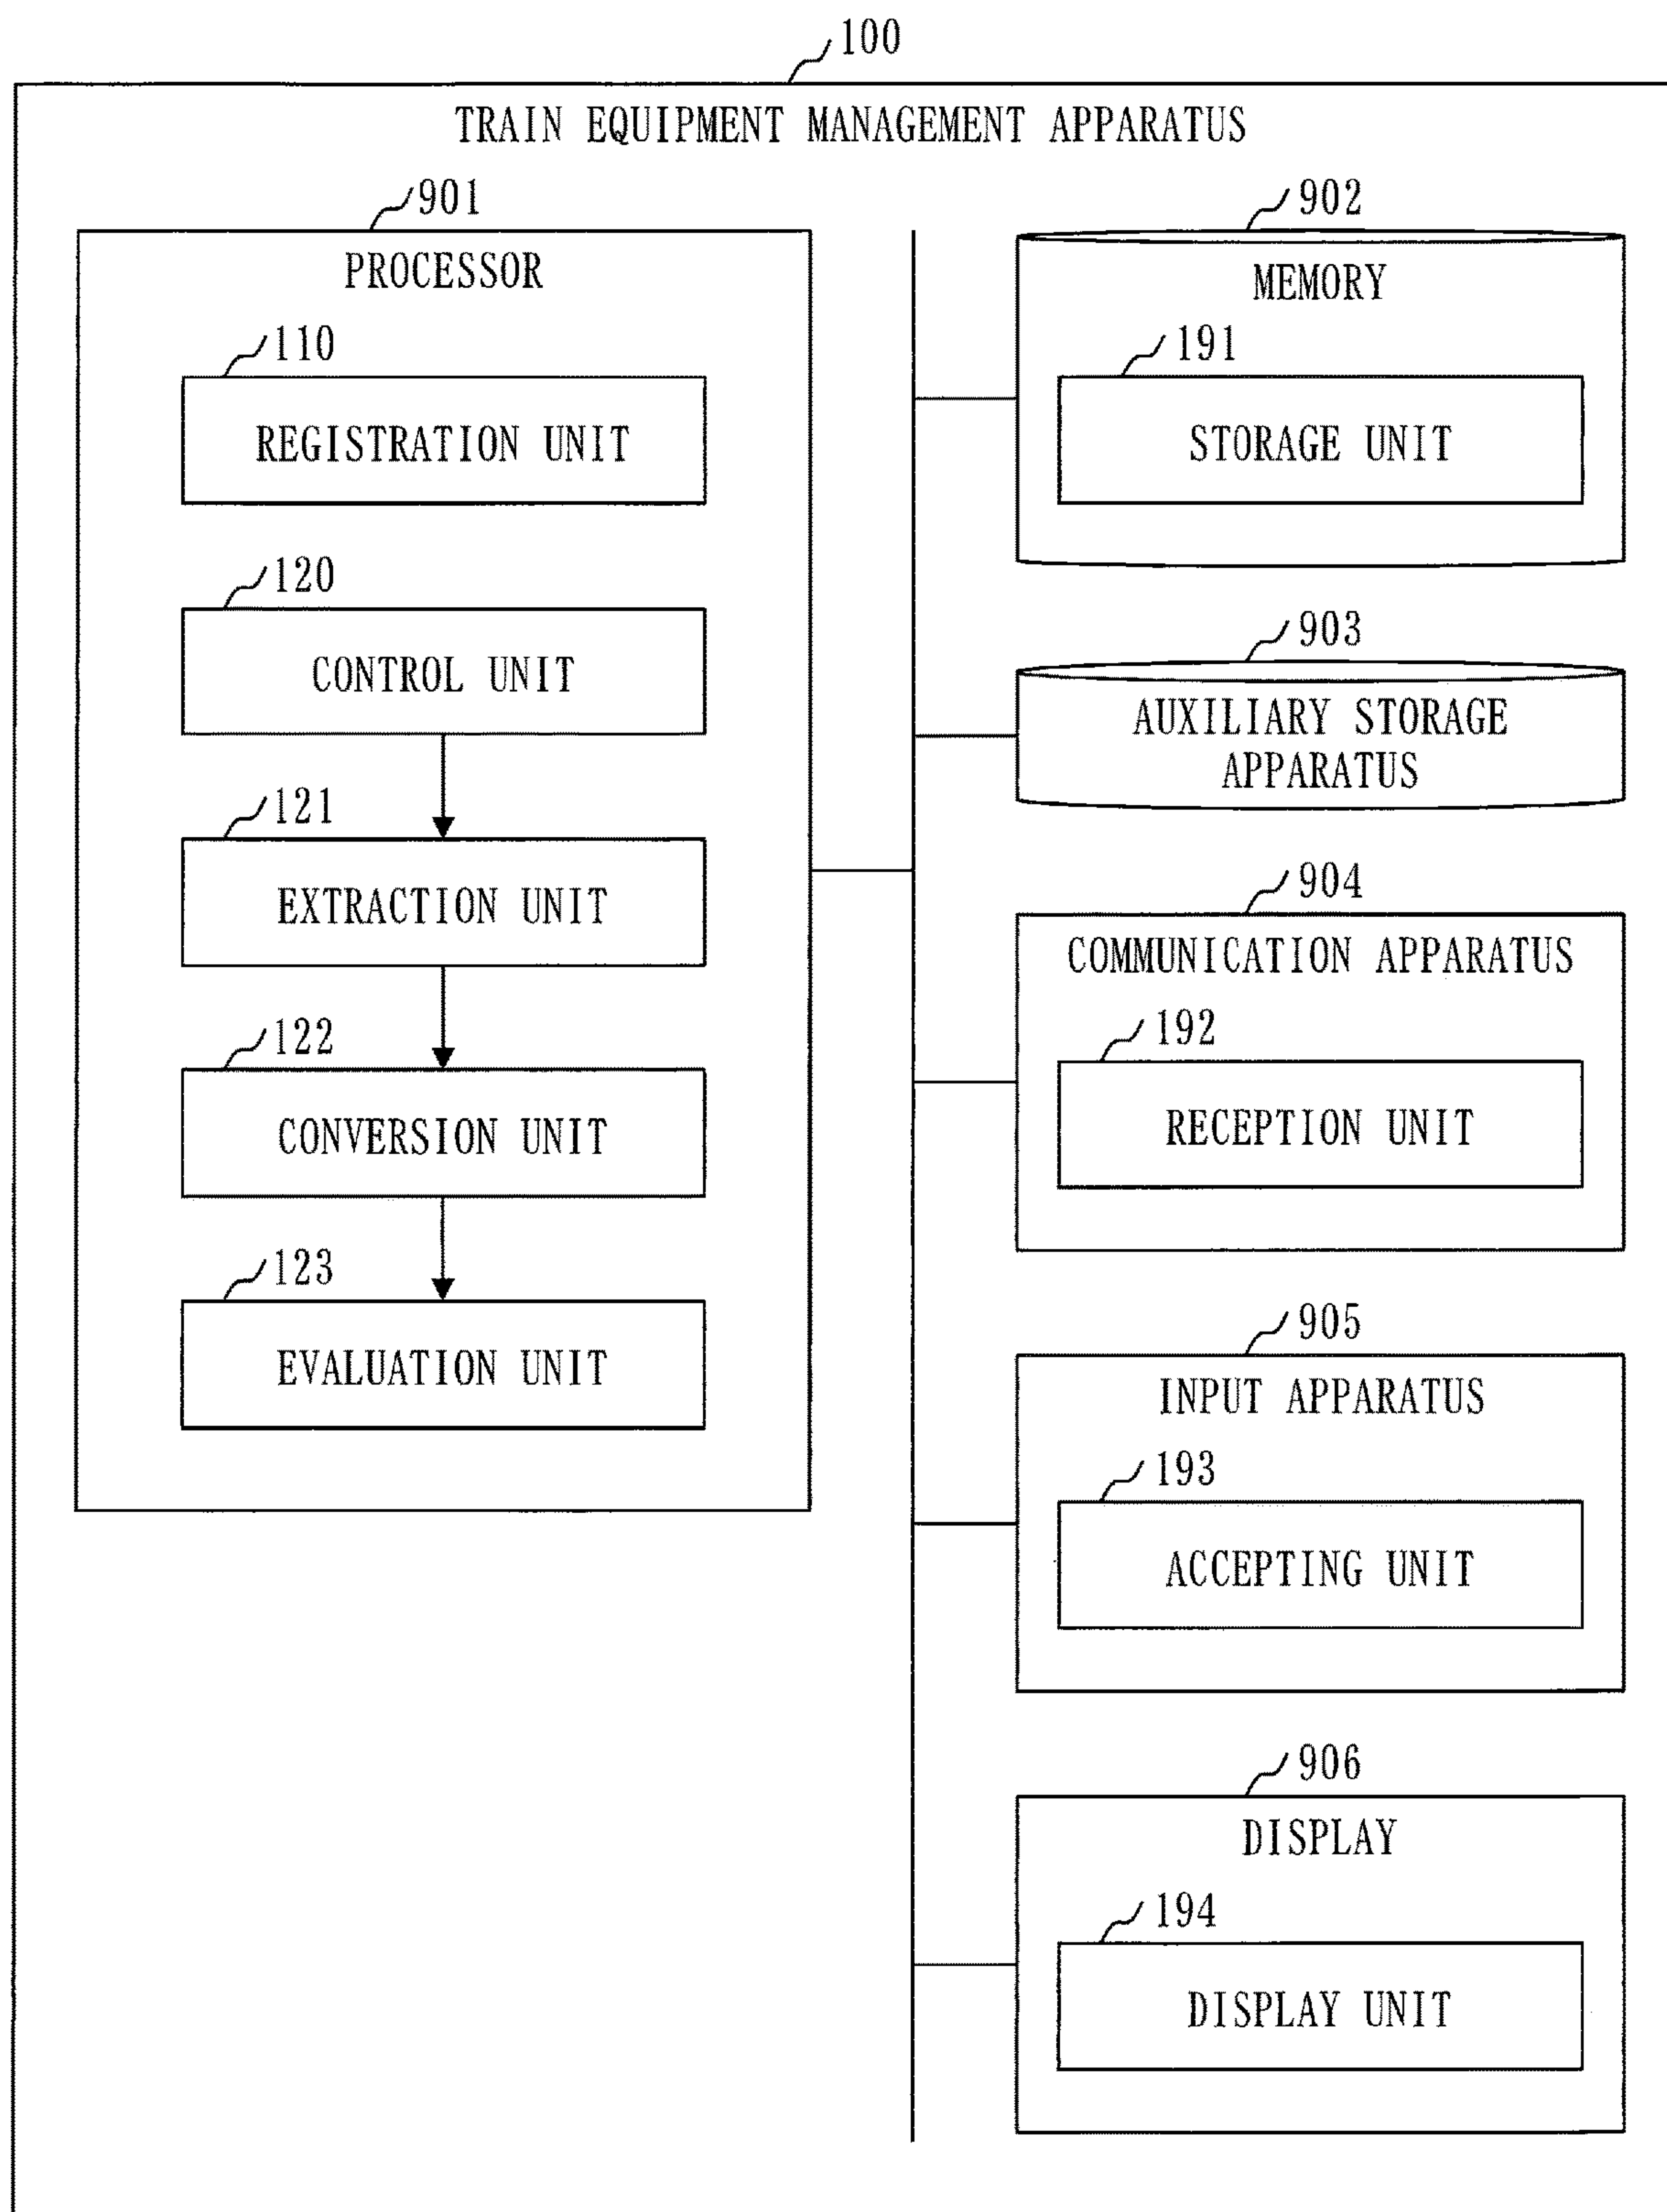 100
TRAIN EQUIPMENT MANAGEMENT APPARATUS
901
PROCESSOR
110
REGISTRATION UNIT
120
CONTROL UNIT
121
EXTRACTION UNIT
122
CONVERSION UNIT
123
EVALUATION UNIT
902
MEMORY
191
STORAGE UNIT
903
AUXILIARY STORAGE
APPARATUS
904
COMMUNICATION APPARATUS
192
RECEPTION UNIT
905
INPUT APPARATUS
193
ACCEPTING UNIT
906
DISPLAY
194
DISPLAY UNIT